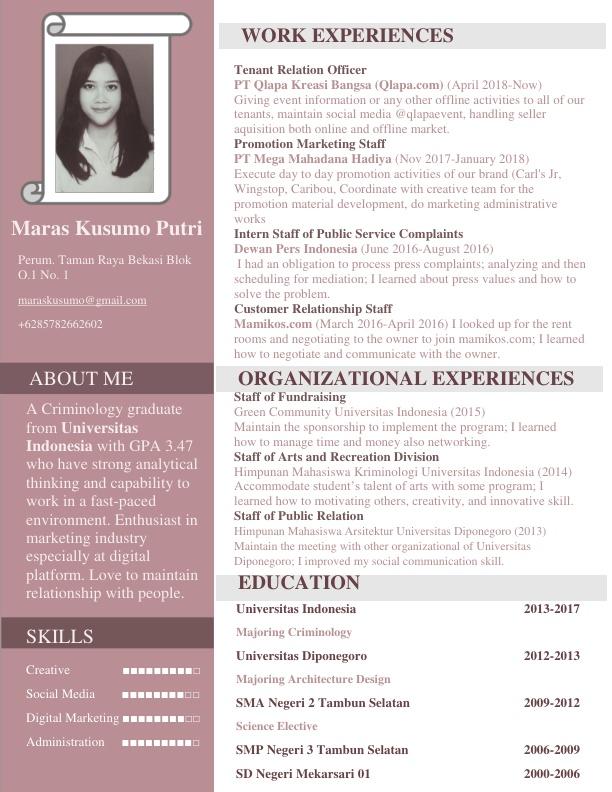 Maras Kusumo Putri
Perum. Taman Raya Bekasi Blok
O.1 No. 1
maraskusumo@gmail.com
+6285782662602
ABOUT ME
A Criminology graduate
from Universitas
Indonesia with GPA 3.47
who have strong analytical
thinking and capability to
work in a fast-paced
environment. Enthusiast in
marketing industry
especially at digital
platform. Love to maintain
relationship with people.
SKILLS
Creative ■■■■■■■■■□
Social Media ■■■■■■■■□□
Digital Marketing ■■■■■■■■□□
Administration ■■■■■■■■■□
WORK EXPERIENCES
Tenant Relation Officer
PT Qlapa Kreasi Bangsa (Qlapa.com) (April 2018-Now)
Giving event information or any other offline activities to all of our
tenants, maintain social media @qlapaevent, handling seller
aquisition both online and offline market.
Promotion Marketing Staff
PT Mega Mahadana Hadiya (Nov 2017-January 2018)
Execute day to day promotion activities of our brand (Carl's Jr,
Wingstop, Caribou, Coordinate with creative team for the
promotion material development, do marketing administrative
works
Intern Staff of Public Service Complaints
Dewan Pers Indonesia (June 2016-August 2016)
I had an obligation to process press complaints; analyzing and then
scheduling for mediation; I learned about press values and how to
solve the problem.
Customer Relationship Staff
Mamikos.com (March 2016-April 2016) I looked up for the rent
rooms and negotiating to the owner to join mamikos.com; I learned
how to negotiate and communicate with the owner.
ORGANIZATIONAL EXPERIENCES
Staff of Fundraising
Green Community Universitas Indonesia (2015)
Maintain the sponsorship to implement the program; I learned
how to manage time and money also networking.
Staff of Arts and Recreation Division
Himpunan Mahasiswa Kriminologi Universitas Indonesia (2014)
Accommodate student’s talent of arts with some program; I
learned how to motivating others, creativity, and innovative skill.
Staff of Public Relation
Himpunan Mahasiswa Arsitektur Universitas Diponegoro (2013)
Maintain the meeting with other organizational of Universitas
Diponegoro; I improved my social communication skill.
EDUCATION
Universitas Indonesia 2013-2017
Majoring Criminology
Universitas Diponegoro 2012-2013
Majoring Architecture Design
SMA Negeri 2 Tambun Selatan 2009-2012
Science Elective
SMP Negeri 3 Tambun Selatan 2006-2009
SD Negeri Mekarsari 01 2000-2006